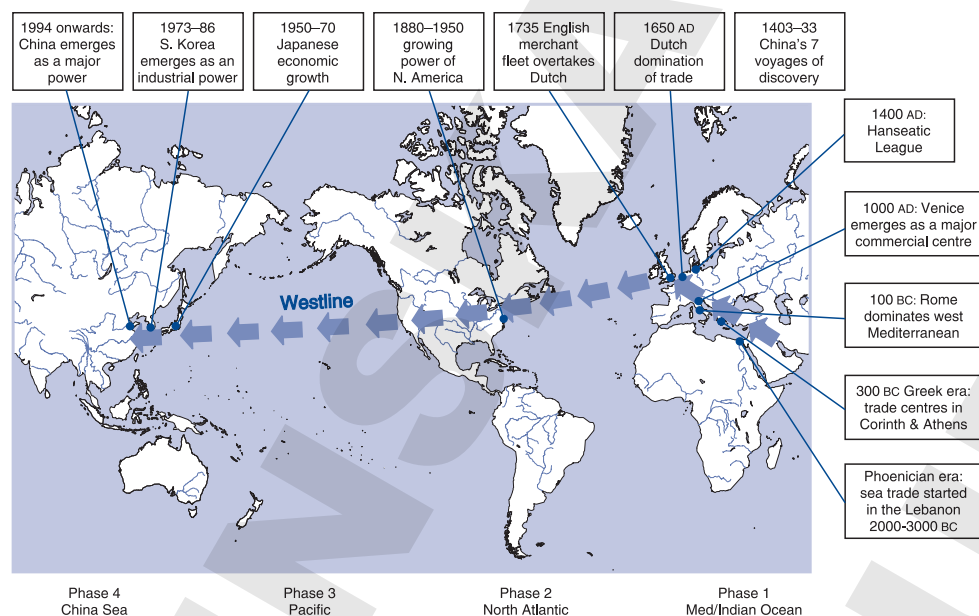 1994 onwards:
China emerges
as a major
power
1973–86
S. Korea
emerges as an
industrial power
1950–70
Japanese
economic
growth
1880–1950
growing
power of
N. America
1735 English
merchant
fleet overtakes
Dutch
1650 AD
Dutch
domination
of trade
1403–33
China's 7
voyages of
discovery
1400 AD:
Hanseatic
League
1000 AD: Venice
emerges as a major
commercial centre
100 BC: Rome
dominates west
Mediterranean
300 BC Greek era:
trade centres in
Corinth & Athens
Phoenician era:
sea trade started
in the Lebanon
2000-3000 BC
Westline
Phase 4
China Sea
Phase 3
Pacific
Phase 2
North Atlantic
Phase 1
Med/Indian Ocean